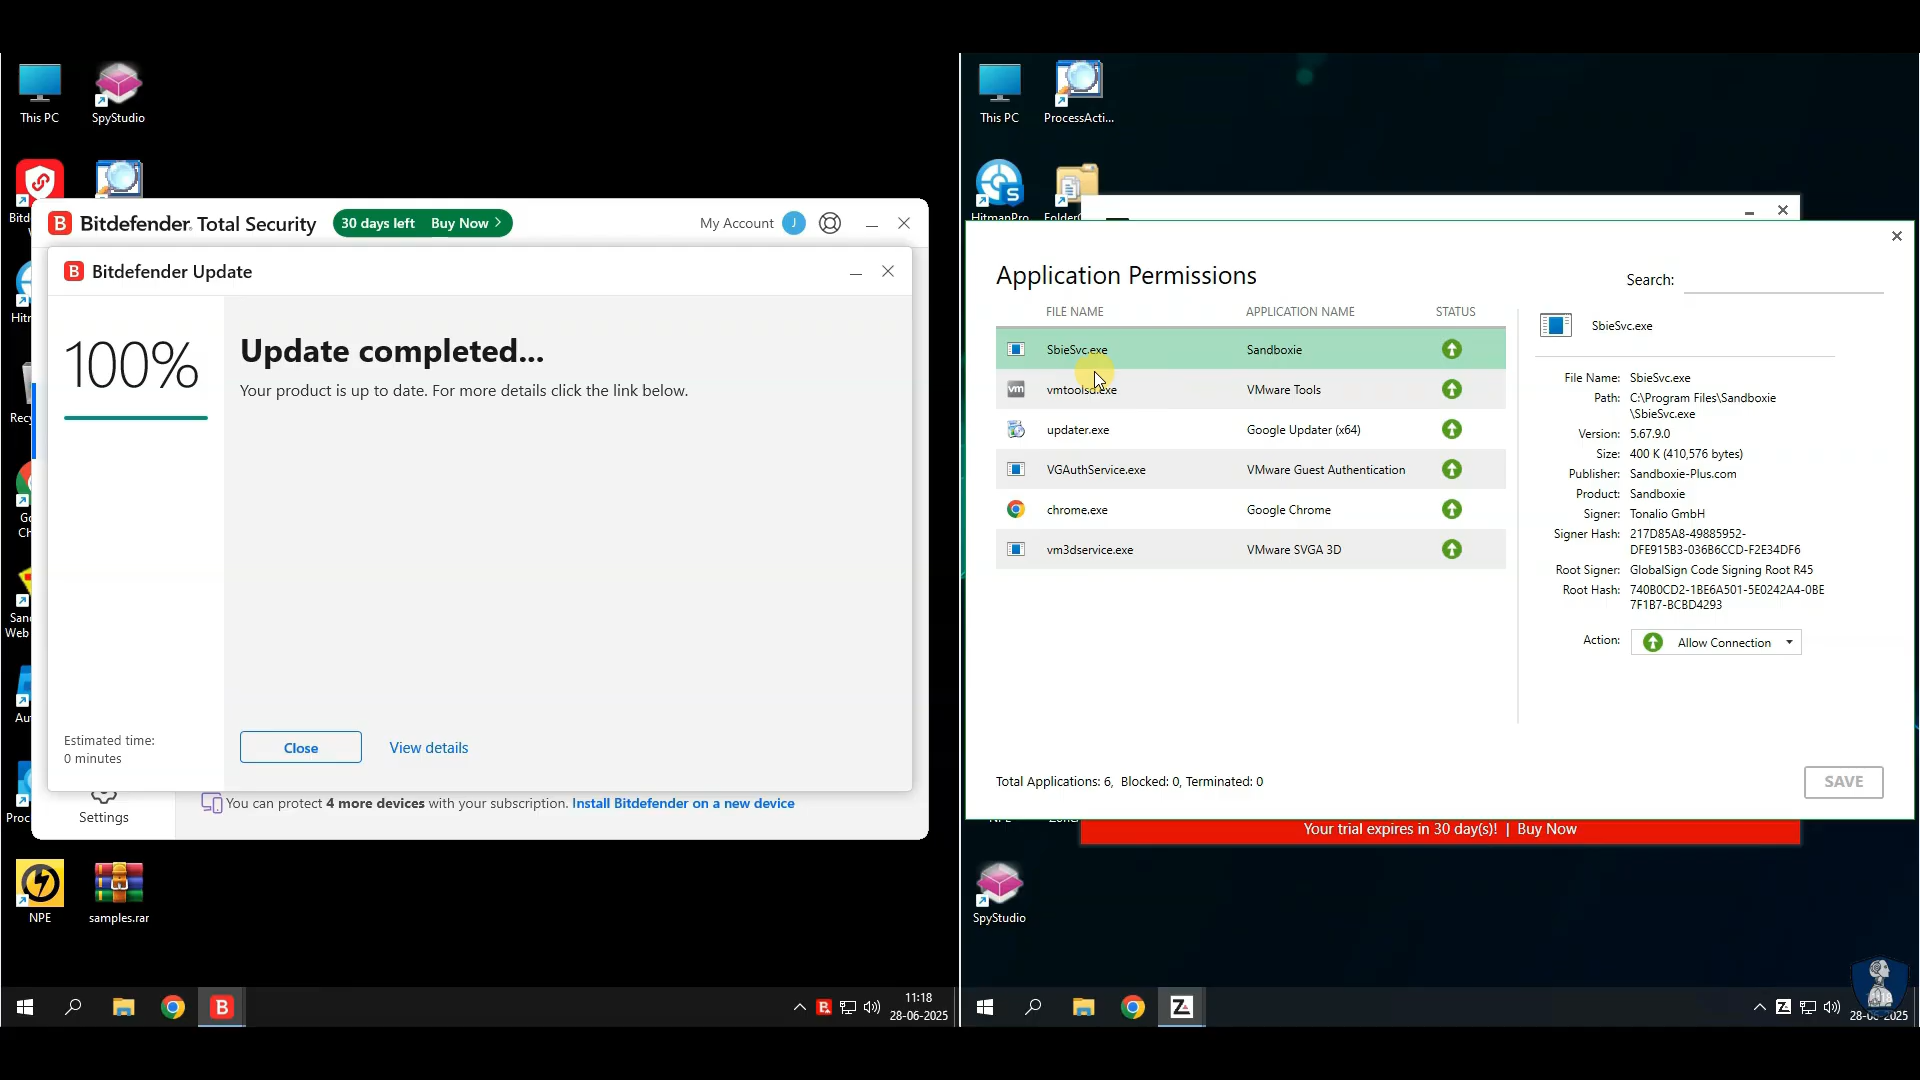 This PC
SpyStudio
Bitdefender Total Security
30 days left Buy Now >
My Account J
B Bitdefender Update
100%
Update completed...
Your product is up to date. For more details click the link below.
Estimated time:
0 minutes
Close
View details
Settings
You can protect 4 more devices with your subscription. Install Bitdefender on a new device
NPE
samples.rar
11:18
28-06-2025
This PC
ProcessActi...
HitmanPro
Application Permissions
Search:
FILE NAME APPLICATION NAME STATUS
SbieSvc.exe Sandboxie
vmtoolsd.exe VMware Tools
updater.exe Google Updater (x64)
VGAuthService.exe VMware Guest Authentication
chrome.exe Google Chrome
vm3dservice.exe VMware SVGA 3D
SbieSvc.exe
File Name: SbieSvc.exe
Path: C:\Program Files\Sandboxie
\SbieSvc.exe
Version: 5.67.9.0
Size: 400 K (410,576 bytes)
Publisher: Sandboxie-Plus.com
Product: Sandboxie
Signer: Tonalio GmbH
Signer Hash: 217D85A8-49885952-
DFE915B3-036B6CCD-F2E34DF6
Root Signer: GlobalSign Code Signing Root R45
Root Hash: 740B0CD2-1BE6A501-5E0242A4-0BE
7F1B7-BCBD4293
Action: Allow Connection
Total Applications: 6, Blocked: 0, Terminated: 0
SAVE
Your trial expires in 30 day(s)! | Buy Now
SpyStudio